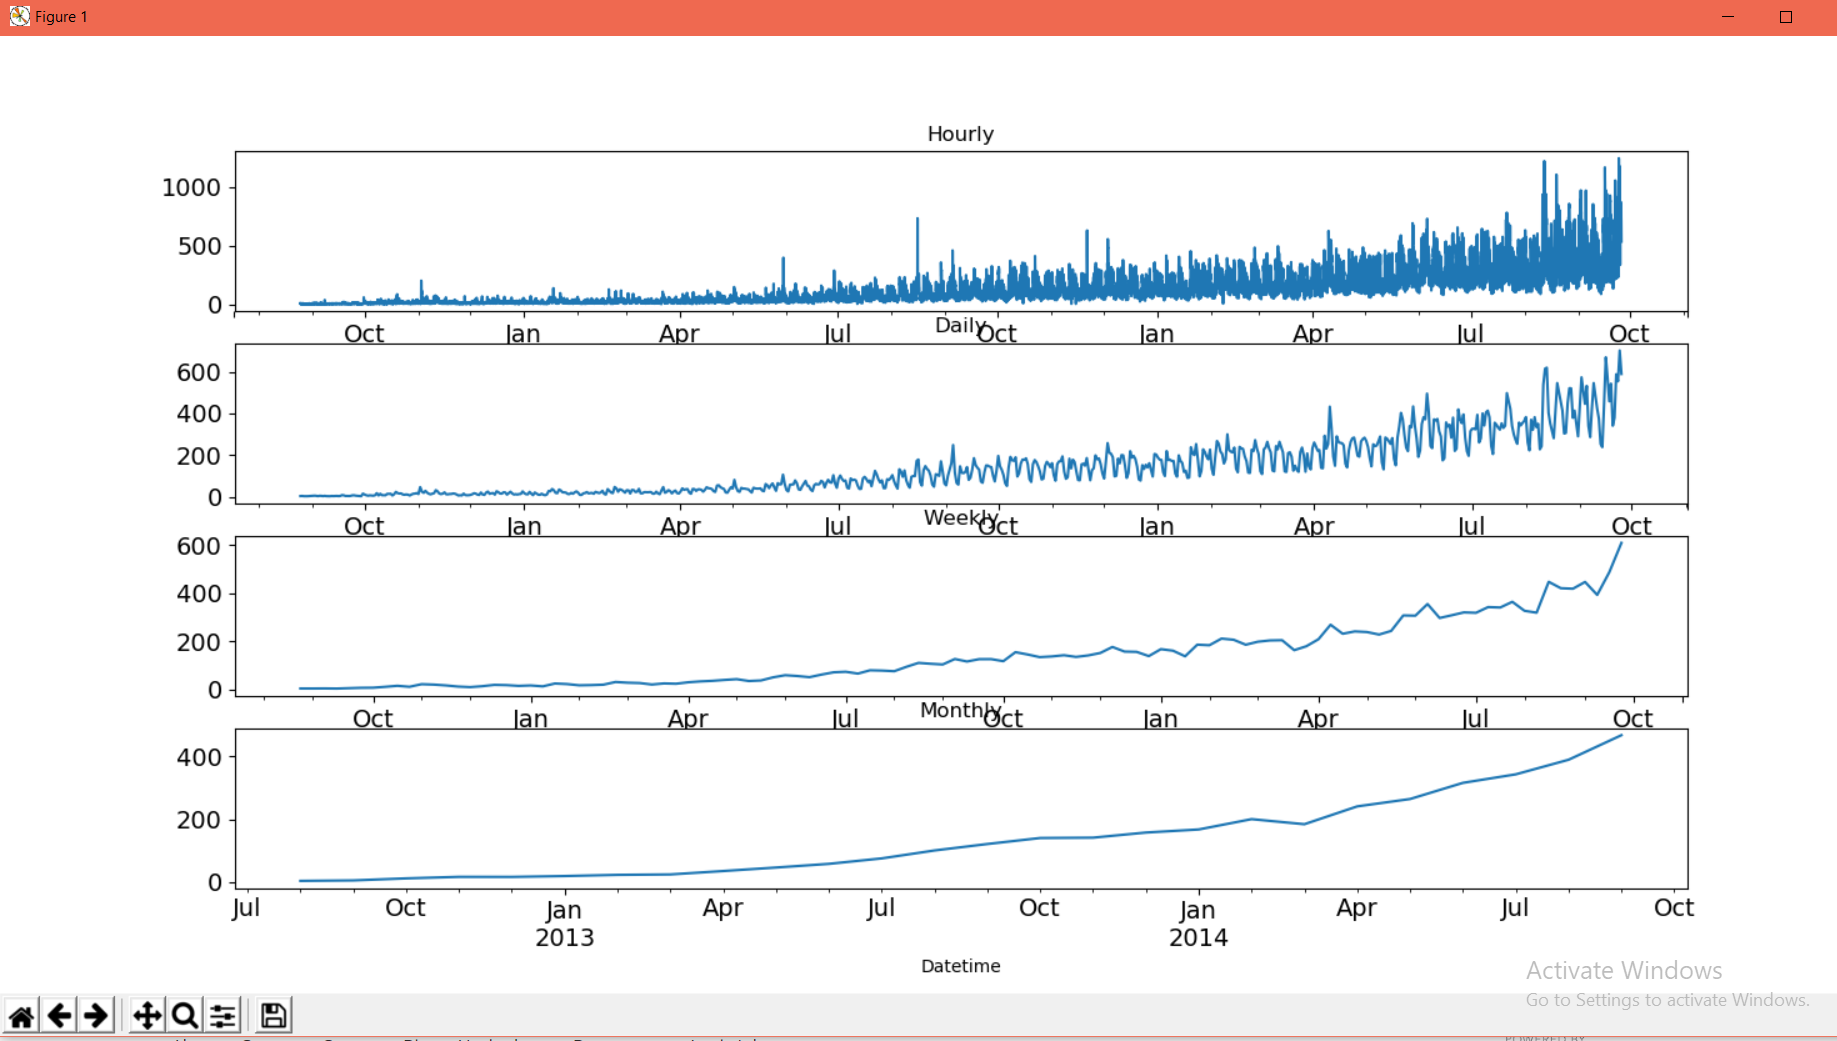 Figure 1
Hourly
1000
500
0
Oct Jan Apr Jul Oct Jan Apr Jul Oct
Daily
600
400
200
0
Oct Jan Apr Jul Oct Jan Apr Jul Oct
Weekly
600
400
200
0
Oct Jan Apr Jul Oct Jan Apr Jul Oct
Monthly
400
200
0
Jul Oct Jan Apr Jul Oct Jan Apr Jul Oct
2013 2014
Datetime
Activate Windows
Go to Settings to activate Windows.
POWERED BY